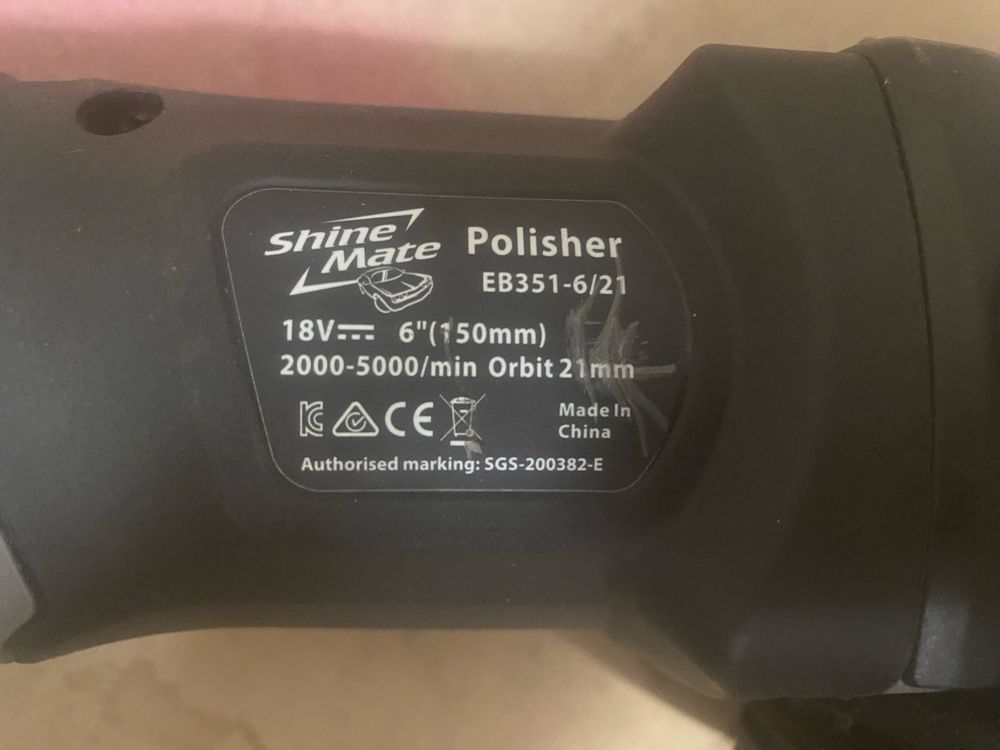 Shine Mate
Polisher
EB351-6/21
18V⎓ 6"(150mm)
2000-5000/min Orbit 21mm
CE
Made In
China
Authorised marking: SGS-200382-E